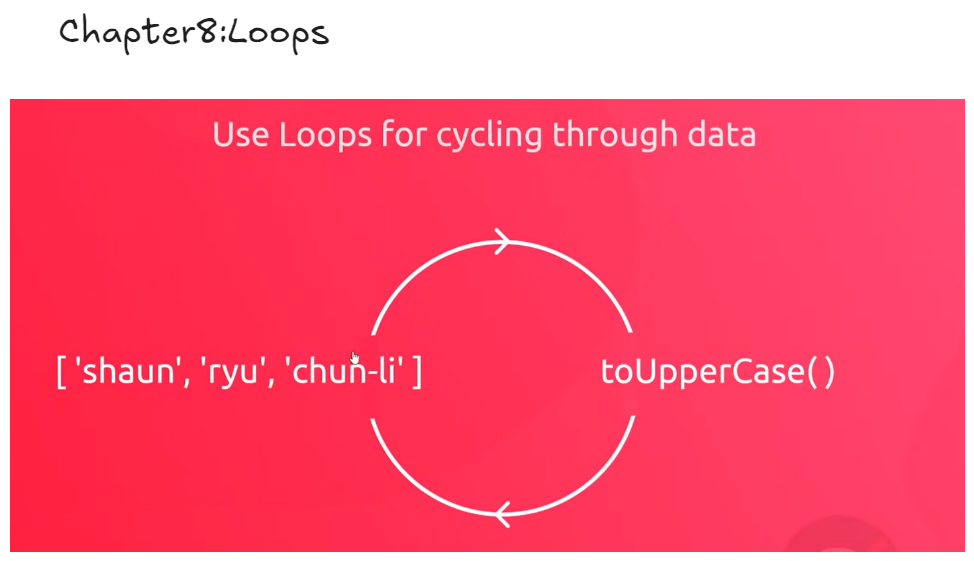 Chapter8:Loops
Use Loops for cycling through data
[ 'shaun', 'ryu', 'chun-li' ]
toUpperCase( )